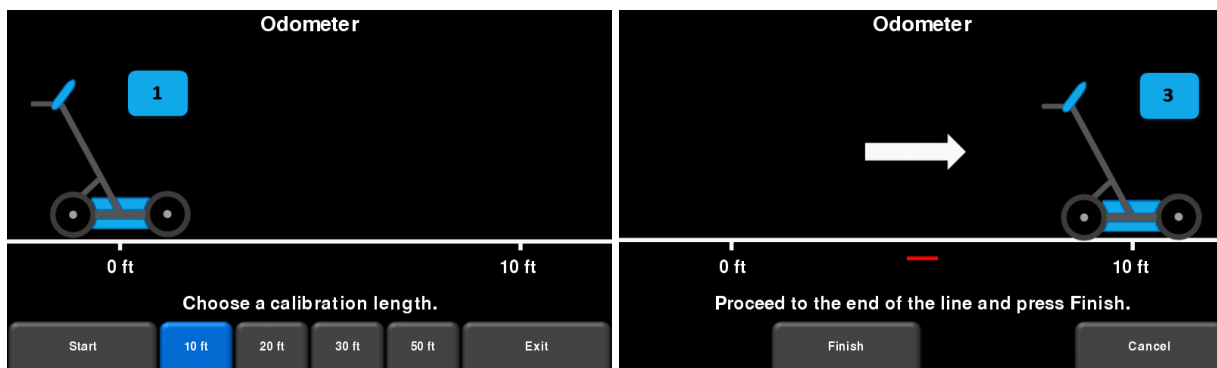 Odometer
1
0 ft
10 ft
Choose a calibration length.
Start
10 ft
20 ft
30 ft
50 ft
Exit
Odometer
3
0 ft
10 ft
Proceed to the end of the line and press Finish.
Finish
Cancel